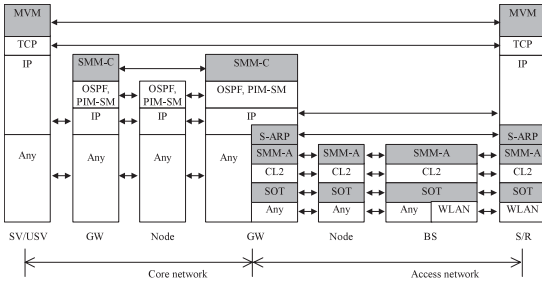 MVM MVM
TCP TCP
IP SMM-C SMM-C IP
OSPF, PIM-SM OSPF, PIM-SM OSPF, PIM-SM
IP IP IP
S-ARP S-ARP
Any Any Any Any SMM-A SMM-A SMM-A SMM-A
CL2 CL2 CL2 CL2
SOT SOT SOT SOT
Any Any Any WLAN WLAN
SV/USV GW Node GW Node BS S/R
Core network Access network